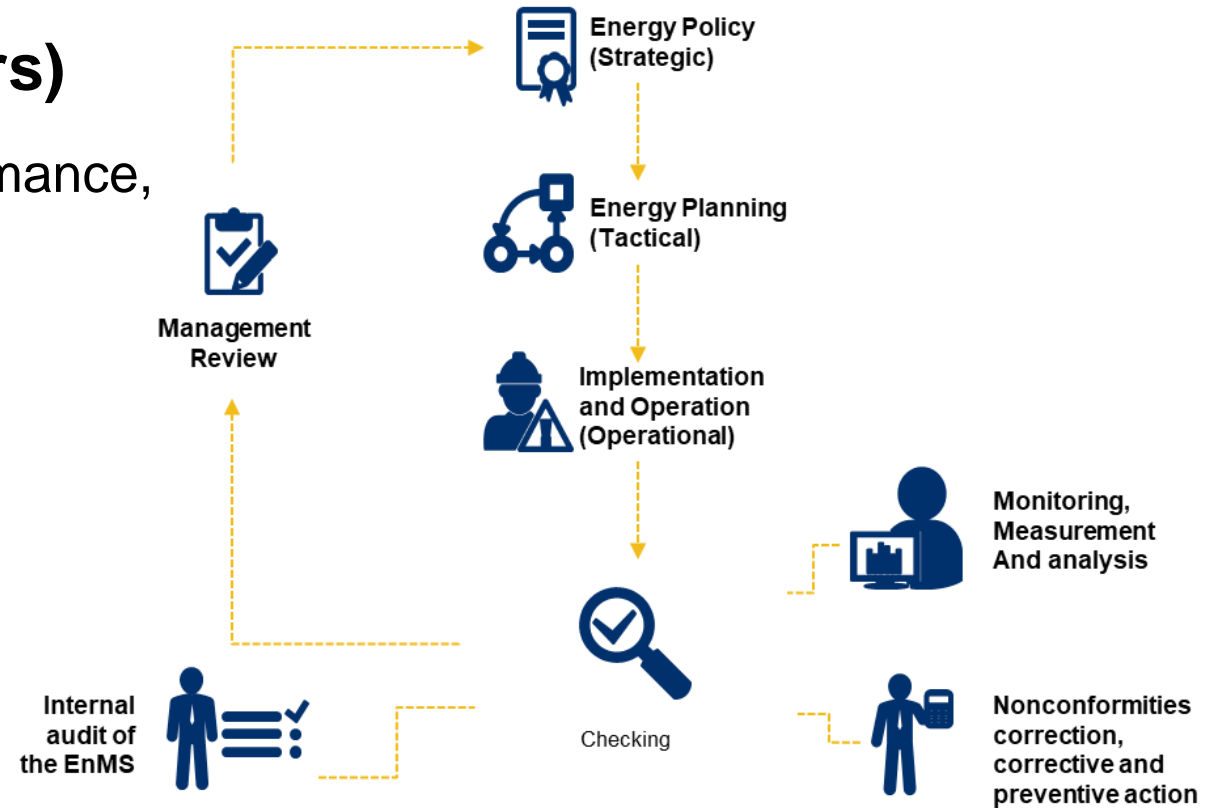 rs)
mance,
Energy Policy
(Strategic)
Energy Planning
(Tactical)
Management
Review
Implementation
and Operation
(Operational)
Monitoring,
Measurement
And analysis
Internal
audit of
the EnMS
Checking
Nonconformities
correction,
corrective and
preventive action